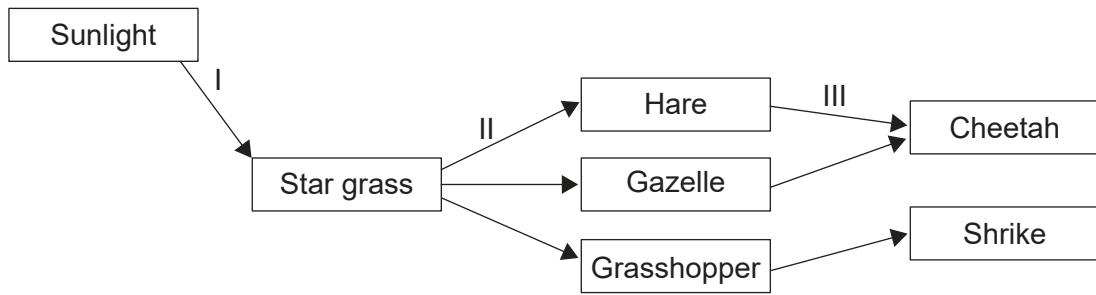 Sunlight
I
Hare
III
Cheetah
II
Star grass
Gazelle
Shrike
Grasshopper